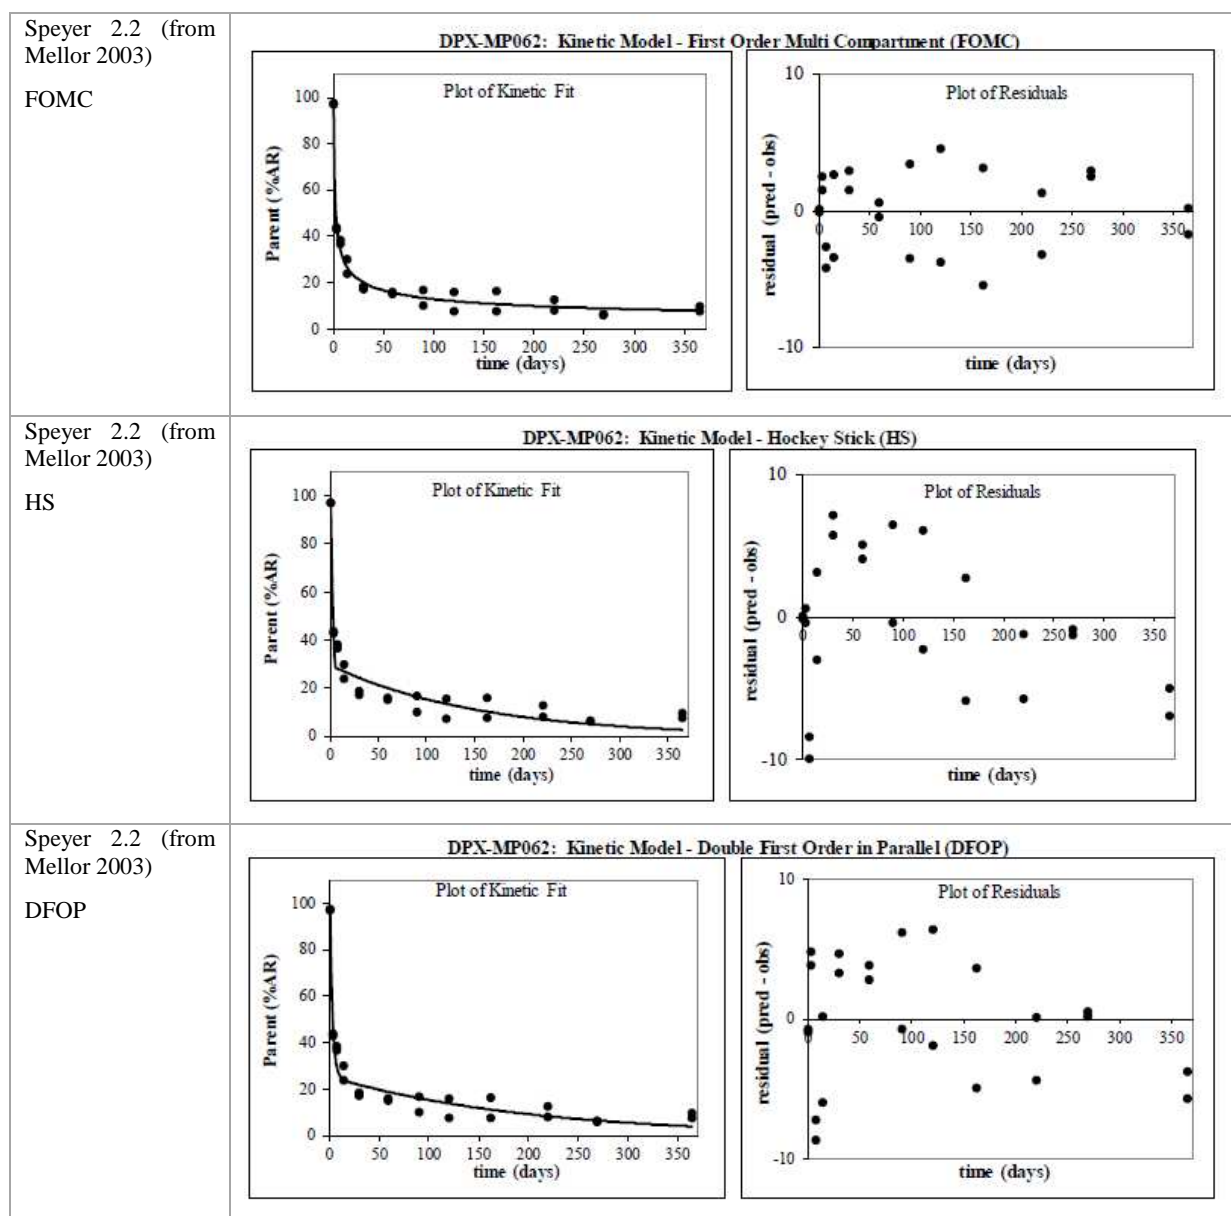 Speyer 2.2 (from
Mellor 2003)
FOMC
DPX-MP062: Kinetic Model - First Order Multi Compartment (FOMC)
Plot of Kinetic Fit
Parent (%AR)
100
80
60
40
20
0
0 50 100 150 200 250 300 350
time (days)
Plot of Residuals
residual (pred - obs)
10
0
-10
0 50 100 150 200 250 300 350
time (days)
Speyer 2.2 (from
Mellor 2003)
HS
DPX-MP062: Kinetic Model - Hockey Stick (HS)
Plot of Kinetic Fit
Parent (%AR)
100
80
60
40
20
0
0 50 100 150 200 250 300 350
time (days)
Plot of Residuals
residual (pred - obs)
10
0
-10
0 50 100 150 200 250 300 350
time (days)
Speyer 2.2 (from
Mellor 2003)
DFOP
DPX-MP062: Kinetic Model - Double First Order in Parallel (DFOP)
Plot of Kinetic Fit
Parent (%AR)
100
80
60
40
20
0
0 50 100 150 200 250 300 350
time (days)
Plot of Residuals
residual (pred - obs)
10
0
-10
0 50 100 150 200 250 300 350
time (days)